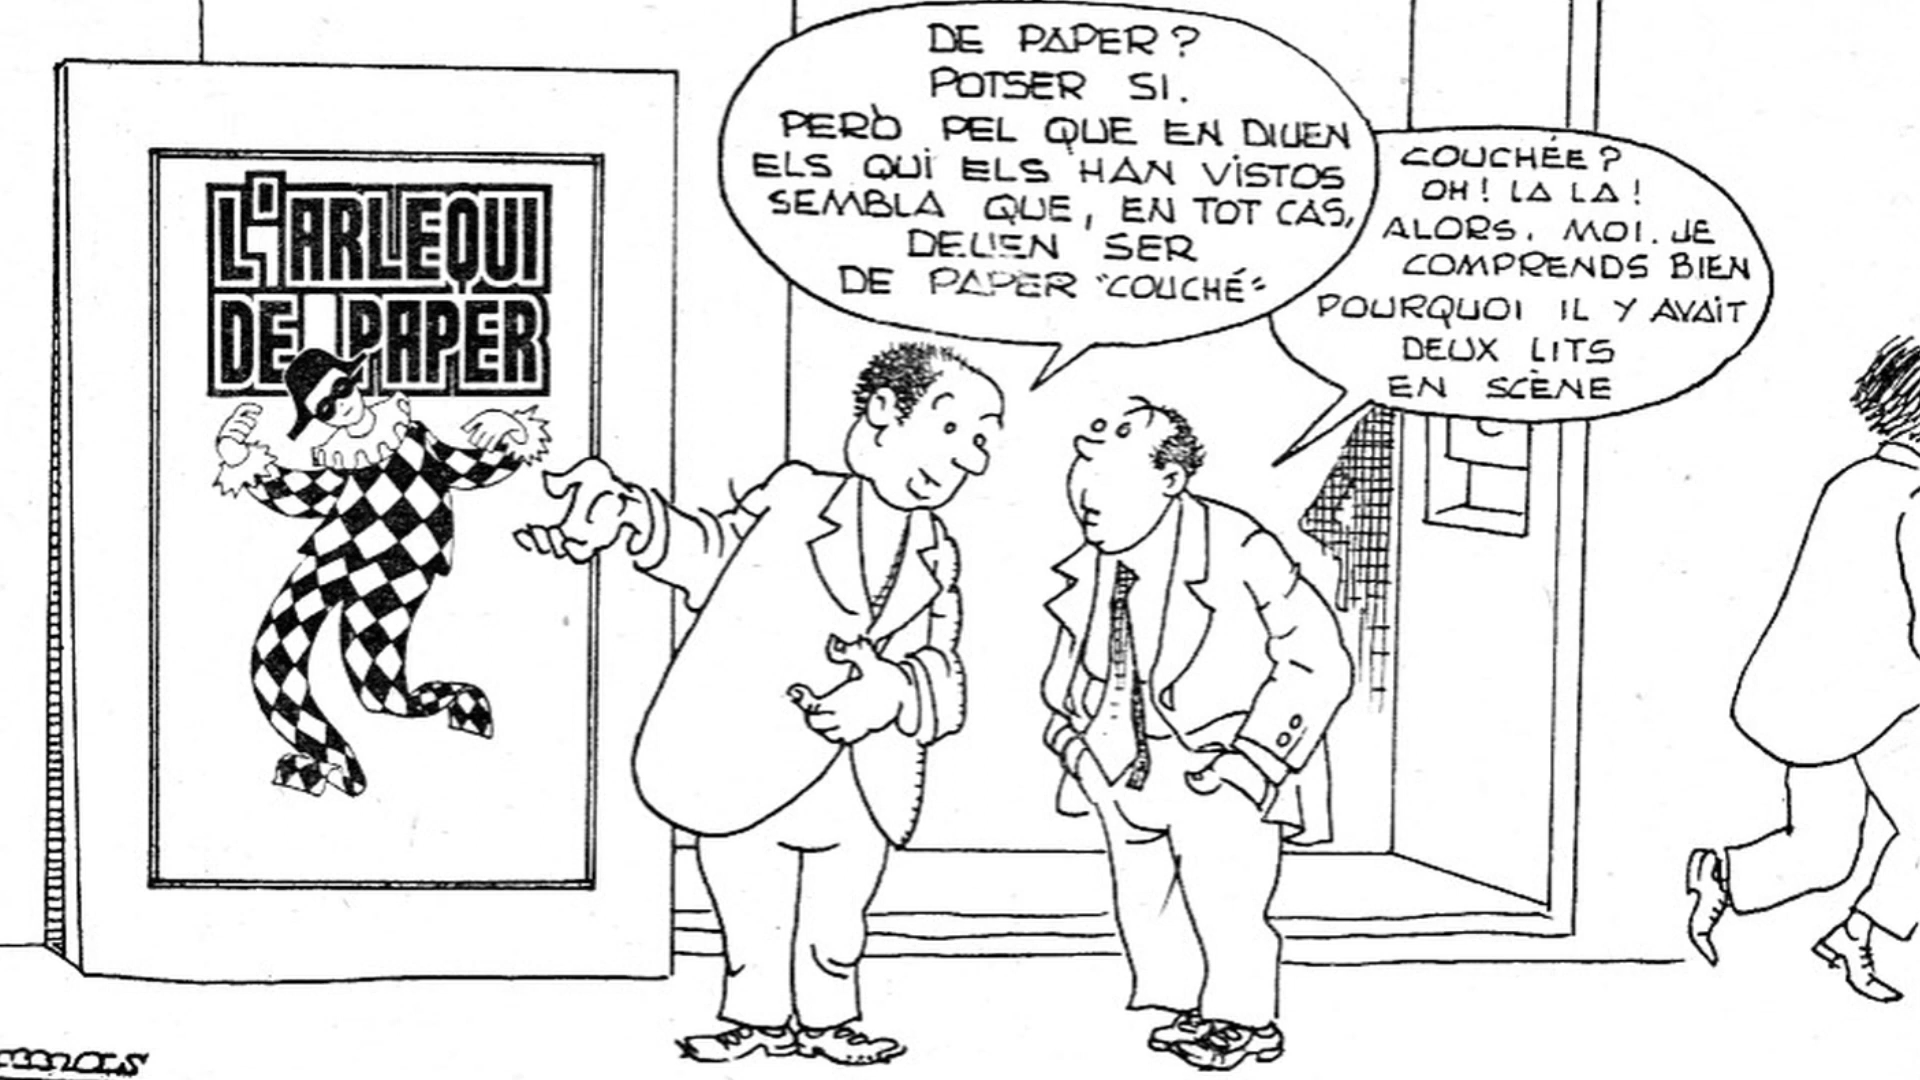 L'ARLEQUI
DE PAPER
DE PAPER?
POTSER SI.
PERÒ PEL QUE EN DIUEN
ELS QUI ELS HAN VISTOS
SEMBLA QUE, EN TOT CAS,
DEUEN SER
DE PAPER "COUCHÉ"
COUCHÉE?
OH! LA LA!
ALORS, MOI. JE
COMPRENDS BIEN
POURQUOI IL Y AVAIT
DEUX LITS
EN SCÈNE